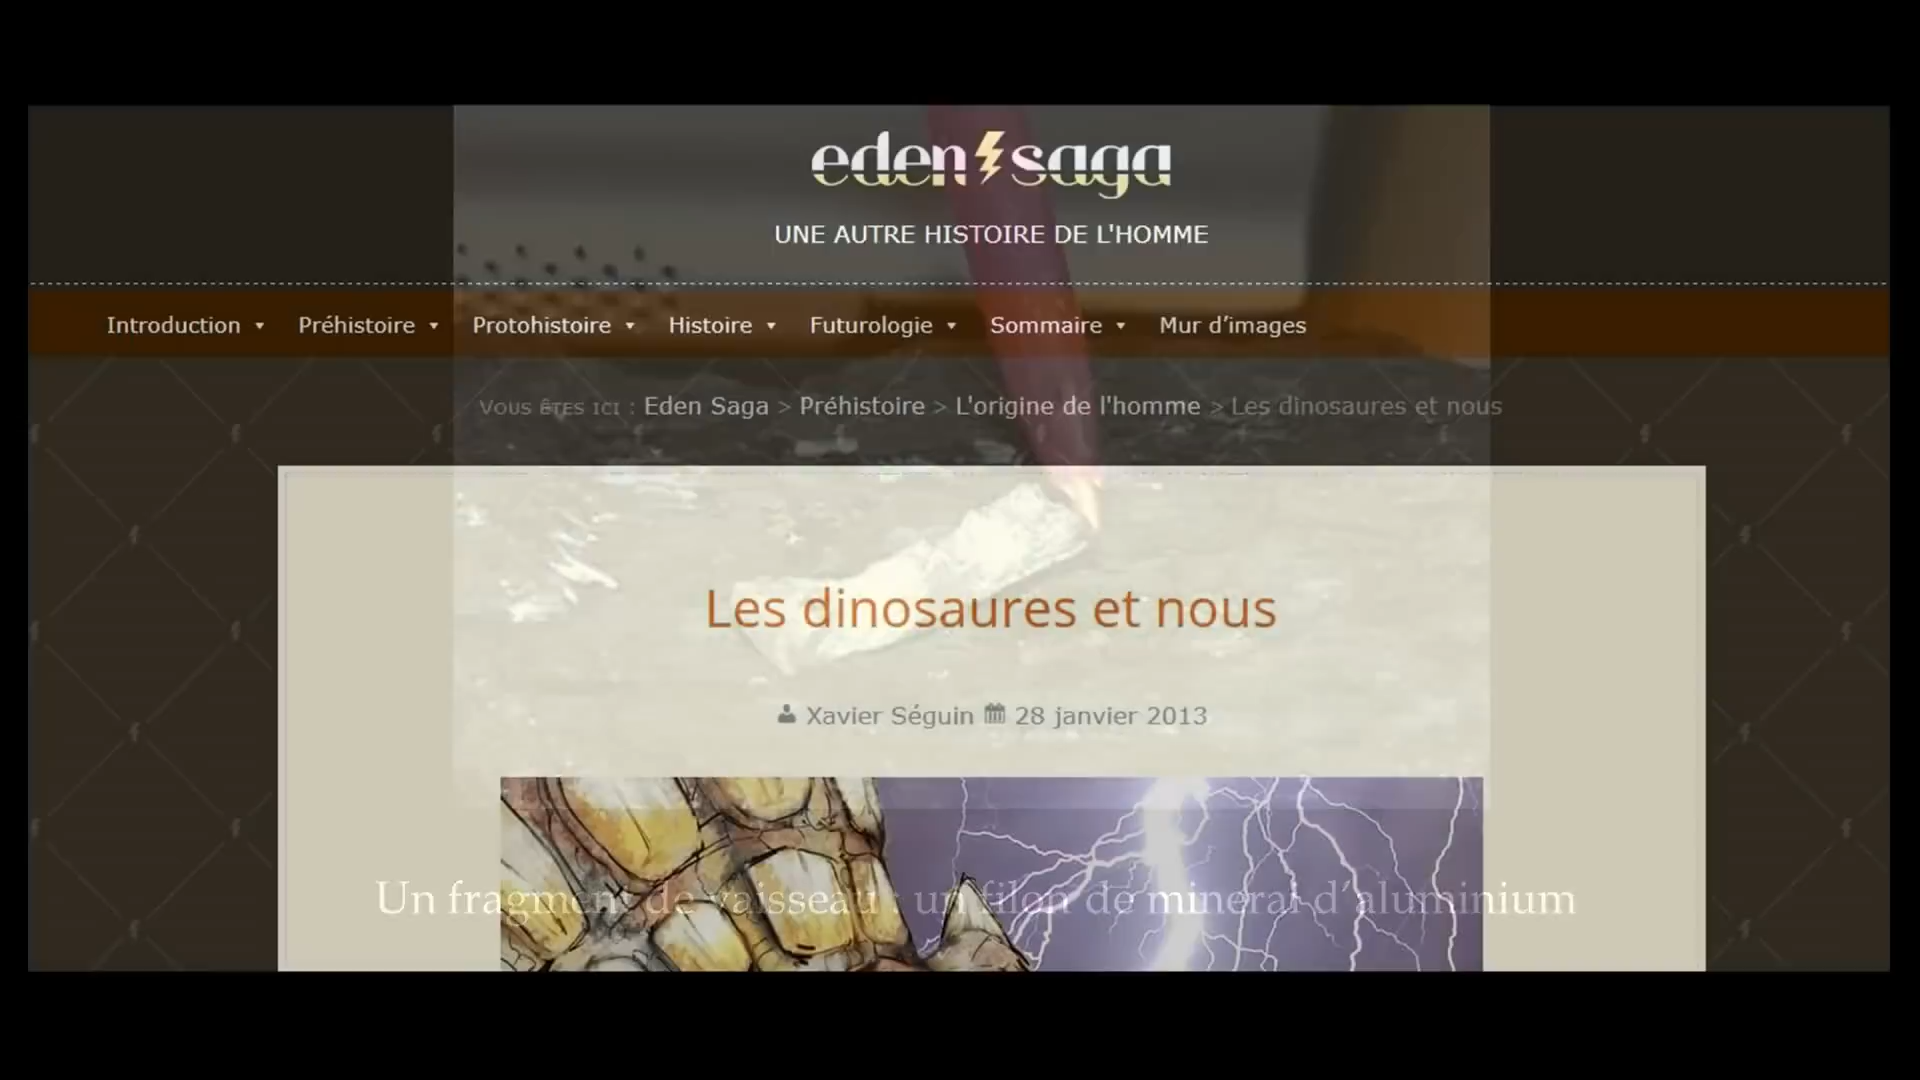 eden saga
UNE AUTRE HISTOIRE DE L'HOMME
Introduction Préhistoire Protohistoire Histoire Futurologie Sommaire Mur d’images
Vous êtes ici : Eden Saga > Préhistoire > L'origine de l'homme > Les dinosaures et nous
Les dinosaures et nous
Xavier Séguin 28 janvier 2013
Un fragment de vaisseau : un filon de minerai d’aluminium